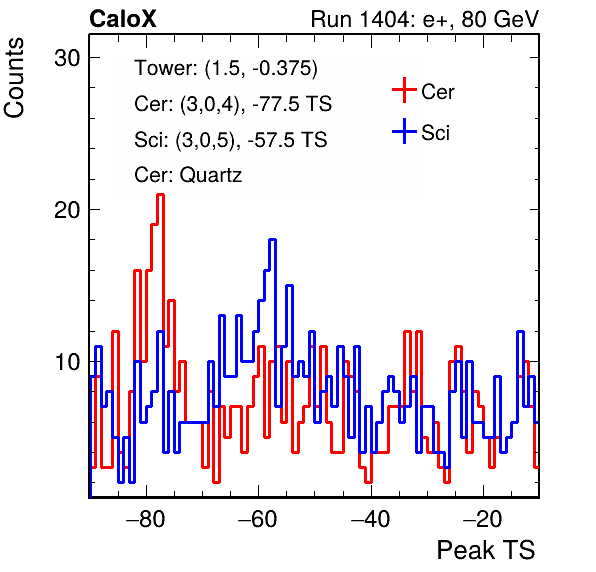 CaloX Run 1404: e+, 80 GeV
Counts
30
20
10
Tower: (1.5, -0.375)
Cer: (3,0,4), -77.5 TS
Sci: (3,0,5), -57.5 TS
Cer: Quartz
Cer
Sci
−80 −60 −40 −20
Peak TS